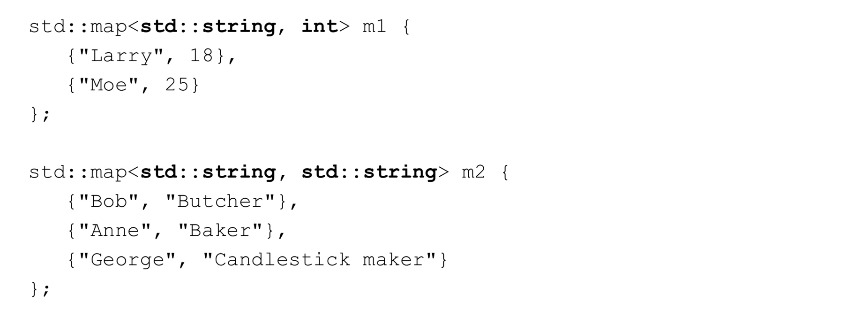 std::map<std::string, int> m1 {
   {"Larry", 18},
   {"Moe", 25}
};

std::map<std::string, std::string> m2 {
   {"Bob", "Butcher"},
   {"Anne", "Baker"},
   {"George", "Candlestick maker"}
};